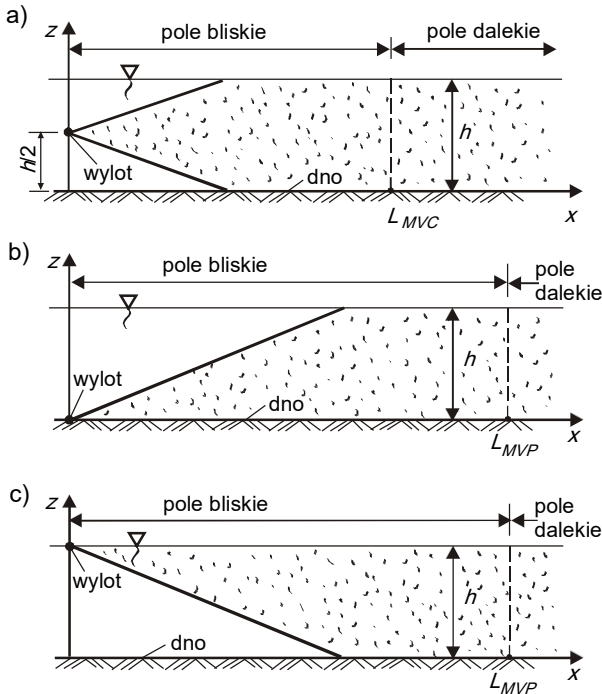 a)
z
pole bliskie
pole dalekie
h/2
wylot
h
dno
L_MVC
x
b)
z
pole bliskie
pole
dalekie
wylot
h
dno
L_MVP
x
c)
z
pole bliskie
pole
dalekie
wylot
h
dno
L_MVP
x